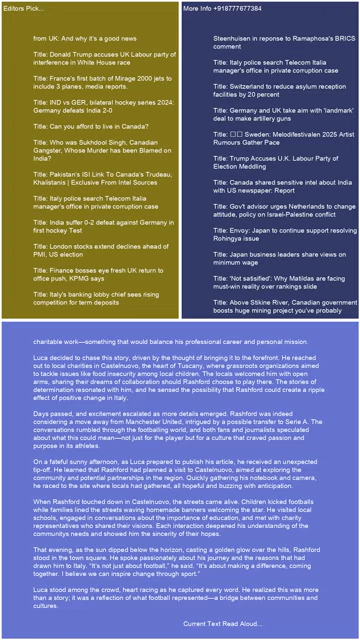 Editors Pick...
from UK: And why it's a good news
Title: Donald Trump accuses UK Labour party of
interference in White House race
Title: France's first batch of Mirage 2000 jets to
include 3 planes, media reports.
Title: IND vs GER, bilateral hockey series 2024:
Germany defeats India 2-0
Title: Can you afford to live in Canada?
Title: Who was Sukhdool Singh, Canadian
Gangster, Whose Murder has been Blamed on
India?
Title: Pakistan's ISI Link To Canada's Trudeau,
Khalistanis | Exclusive From Intel Sources
Title: Italy police search Telecom Italia
manager's office in private corruption case
Title: India suffer 0-2 defeat against Germany in
first hockey Test
Title: London stocks extend declines ahead of
PMI, US election
Title: Finance bosses eye fresh UK return to
office push, KPMG says
Title: Italy's banking lobby chief sees rising
competition for term deposits
More Info +918777677384
Steenhuisen in reponse to Ramaphosa's BRICS
comment
Title: Italy police search Telecom Italia
manager's office in private corruption case
Title: Switzerland to reduce asylum reception
facilities by 20 percent
Title: Germany and UK take aim with 'landmark'
deal to make artillery guns
Title: Sweden: Melodifestivalen 2025 Artist
Rumours Gather Pace
Title: Trump Accuses U.K. Labour Party of
Election Meddling
Title: Canada shared sensitive intel about India
with US newspaper: Report
Title: Gov't advisor urges Netherlands to change
attitude, policy on Israel-Palestine conflict
Title: Envoy: Japan to continue support resolving
Rohingya issue
Title: Japan business leaders share views on
minimum wage
Title: 'Not satisified': Why Matildas are facing
must-win reality over rankings slide
Title: Above Stikine River, Canadian government
boosts huge mining project you've probably
charitable work—something that would balance his professional career and personal mission.
Luca decided to chase this story, driven by the thought of bringing it to the forefront. He reached
out to local charities in Castelnuovo, the heart of Tuscany, where grassroots organizations aimed
to tackle issues like food insecurity among local children. The locals welcomed him with open
arms, sharing their dreams of collaboration should Rashford choose to play there. The stories of
determination resonated with him, and he sensed the possibility that Rashford could create a ripple
effect of positive change in Italy.
Days passed, and excitement escalated as more details emerged. Rashford was indeed
considering a move away from Manchester United, intrigued by a possible transfer to Serie A. The
conversations rumbled through the footballing world, and both fans and journalists speculated
about what this could mean—not just for the player but for a culture that craved passion and
purpose in its athletes.
On a fateful sunny afternoon, as Luca prepared to publish his article, he received an unexpected
tip-off. He learned that Rashford had planned a visit to Castelnuovo, aimed at exploring the
community and potential partnerships in the region. Quickly gathering his notebook and camera,
he raced to the site where locals had gathered, all hopeful and buzzing with anticipation.
When Rashford touched down in Castelnuovo, the streets came alive. Children kicked footballs
while families lined the streets waving homemade banners welcoming the star. He visited local
schools, engaged in conversations about the importance of education, and met with charity
representatives who shared their visions. Each interaction deepened his understanding of the
communitys needs and showed him the sincerity of their hopes.
That evening, as the sun dipped below the horizon, casting a golden glow over the hills, Rashford
stood in the town square. He spoke passionately about his journey and the reasons that had
drawn him to Italy. "It's not just about football," he said. "It's about making a difference, coming
together. I believe we can inspire change through sport."
Luca stood among the crowd, heart racing as he captured every word. He realized this was more
than a story; it was a reflection of what football represented—a bridge between communities and
cultures.
Current Text Read Aloud...